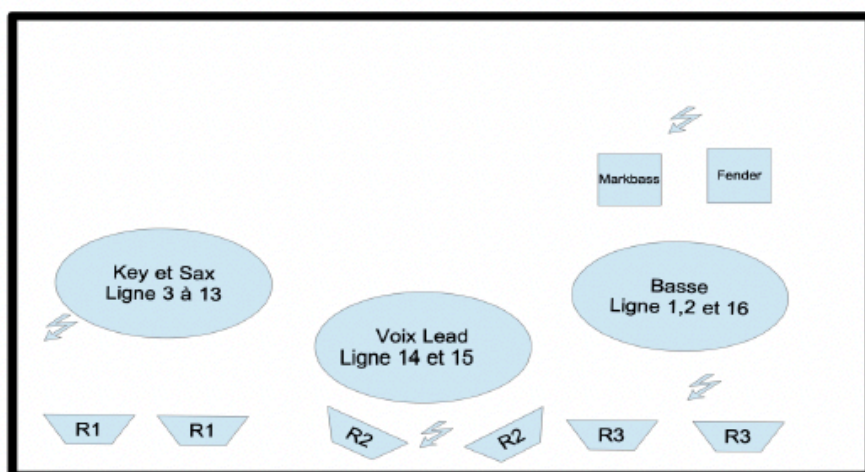 Markbass
Fender
Key et Sax
Ligne 3 à 13
Basse
Ligne 1,2 et 16
Voix Lead
Ligne 14 et 15
R1
R1
R2
R2
R3
R3